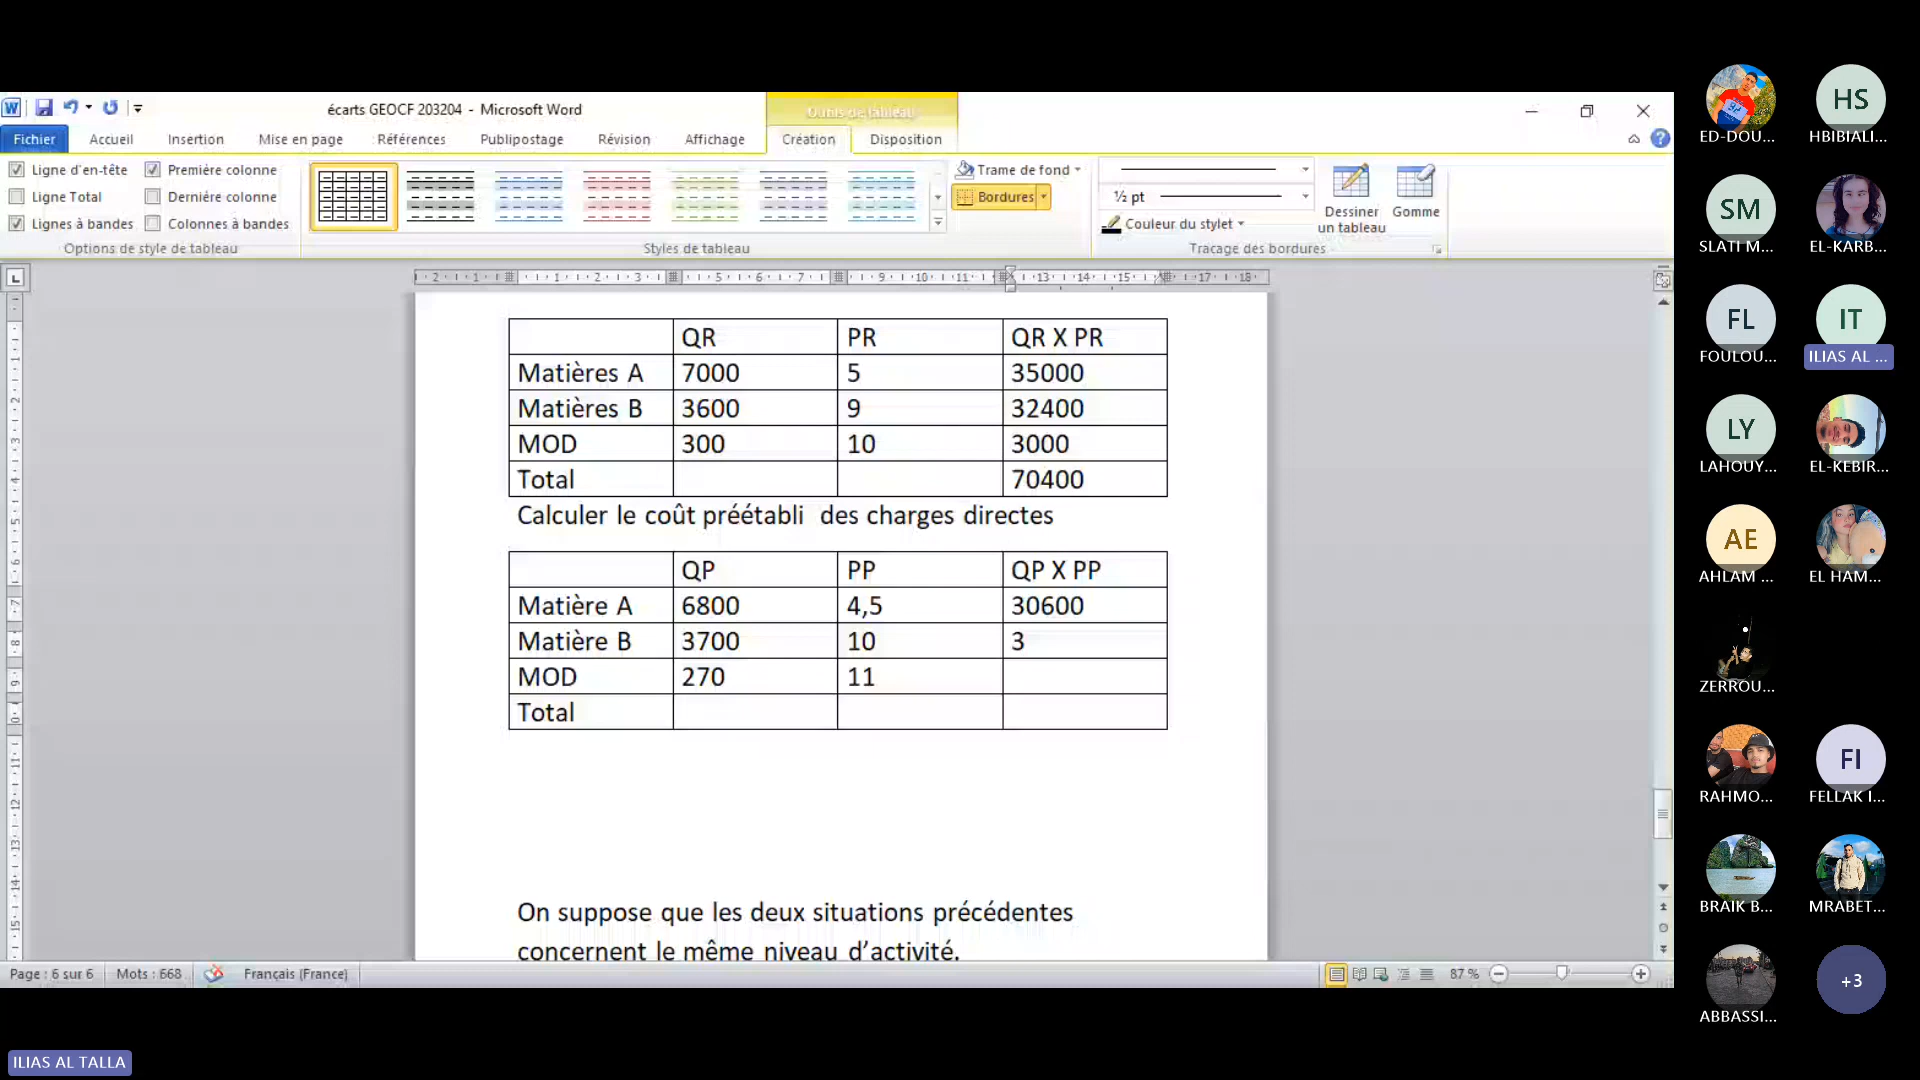 écarts GEOCF 203204 - Microsoft Word
Outils de tableau
Fichier Accueil Insertion Mise en page Références Publipostage Révision Affichage Création Disposition
Ligne d'en-tête Première colonne
Ligne Total Dernière colonne
Lignes à bandes Colonnes à bandes
Options de style de tableau
Styles de tableau
Trame de fond
Bordures
½ pt
Couleur du stylet
Dessiner un tableau
Gomme
Traçage des bordures
QR PR QR X PR
Matières A 7000 5 35000
Matières B 3600 9 32400
MOD 300 10 3000
Total 70400
Calculer le coût préétabli des charges directes
QP PP QP X PP
Matière A 6800 4,5 30600
Matière B 3700 10 3
MOD 270 11
Total
On suppose que les deux situations précédentes
concernent le même niveau d’activité.
Page : 6 sur 6 Mots : 668 Français (France) 87 %
ILIAS AL TALLA
ED-DOU...
HS
HBIBIALI...
SM
SLATI M...
EL-KARB...
FL
FOULOU...
IT
ILIAS AL ...
LY
LAHOUY...
EL-KEBIR...
AE
AHLAM ...
EL HAM...
ZERROU...
RAHMO...
FI
FELLAK I...
BRAIK B...
MRABET...
ABBASSI...
+3